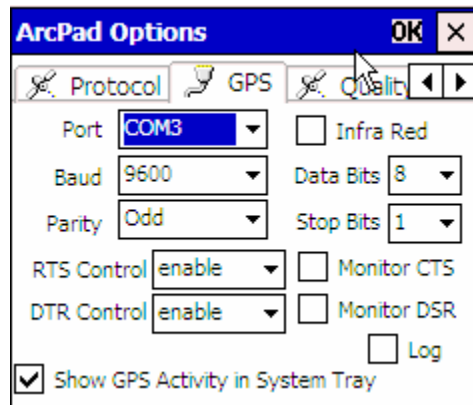 ArcPad Options OK
Protocol GPS Quality
Port COM3 Infra Red
Baud 9600 Data Bits 8
Parity Odd Stop Bits 1
RTS Control enable Monitor CTS
DTR Control enable Monitor DSR
Log
Show GPS Activity in System Tray